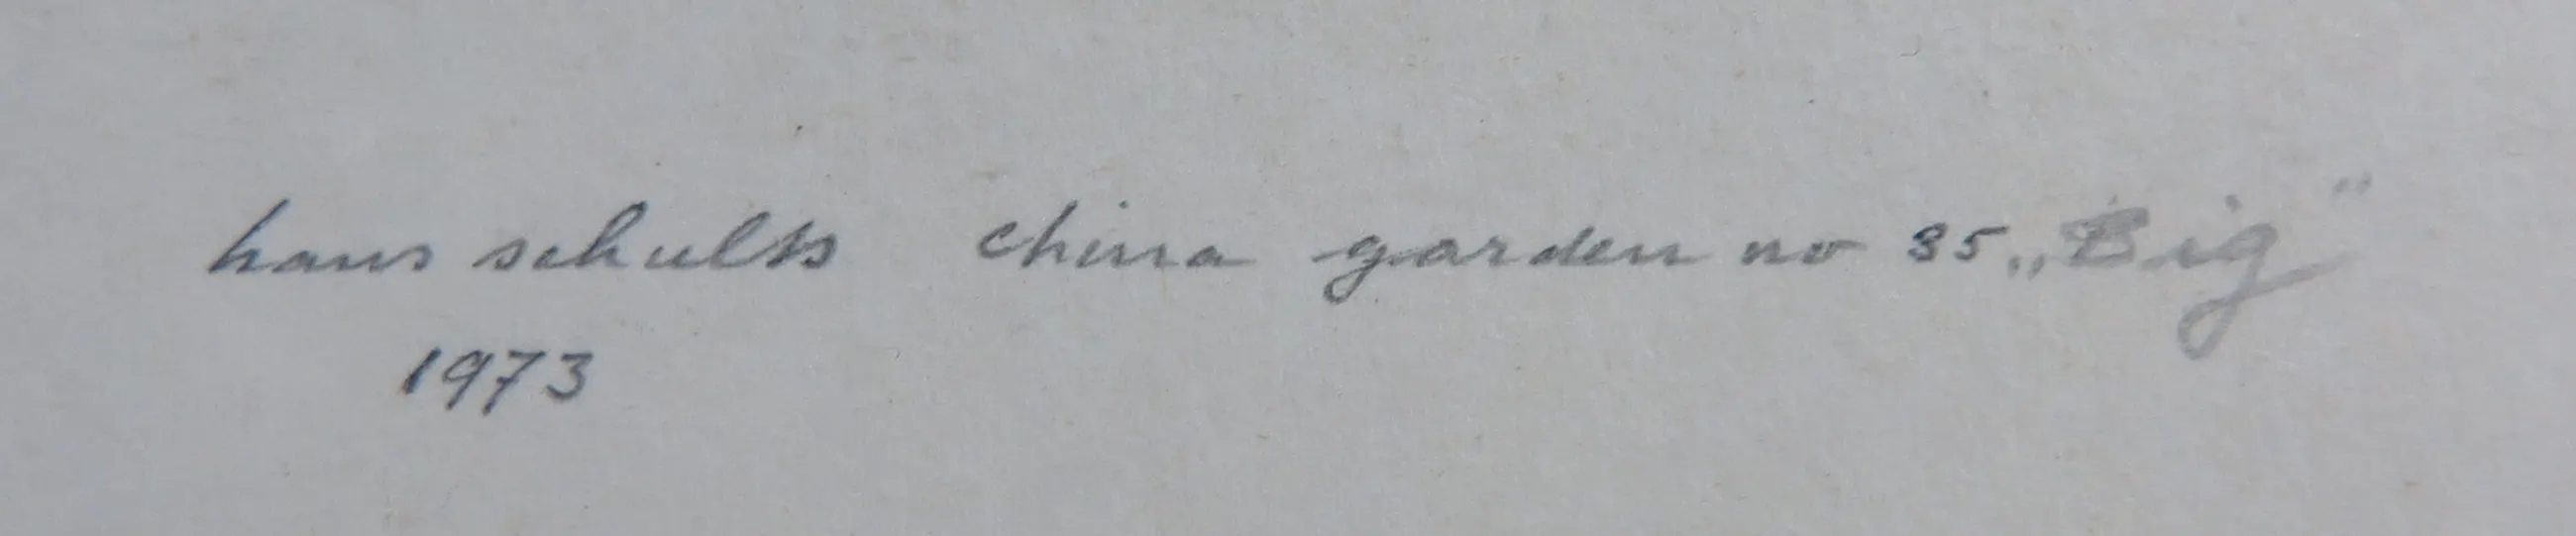 hans schults china garden no 35 „Big”
1973